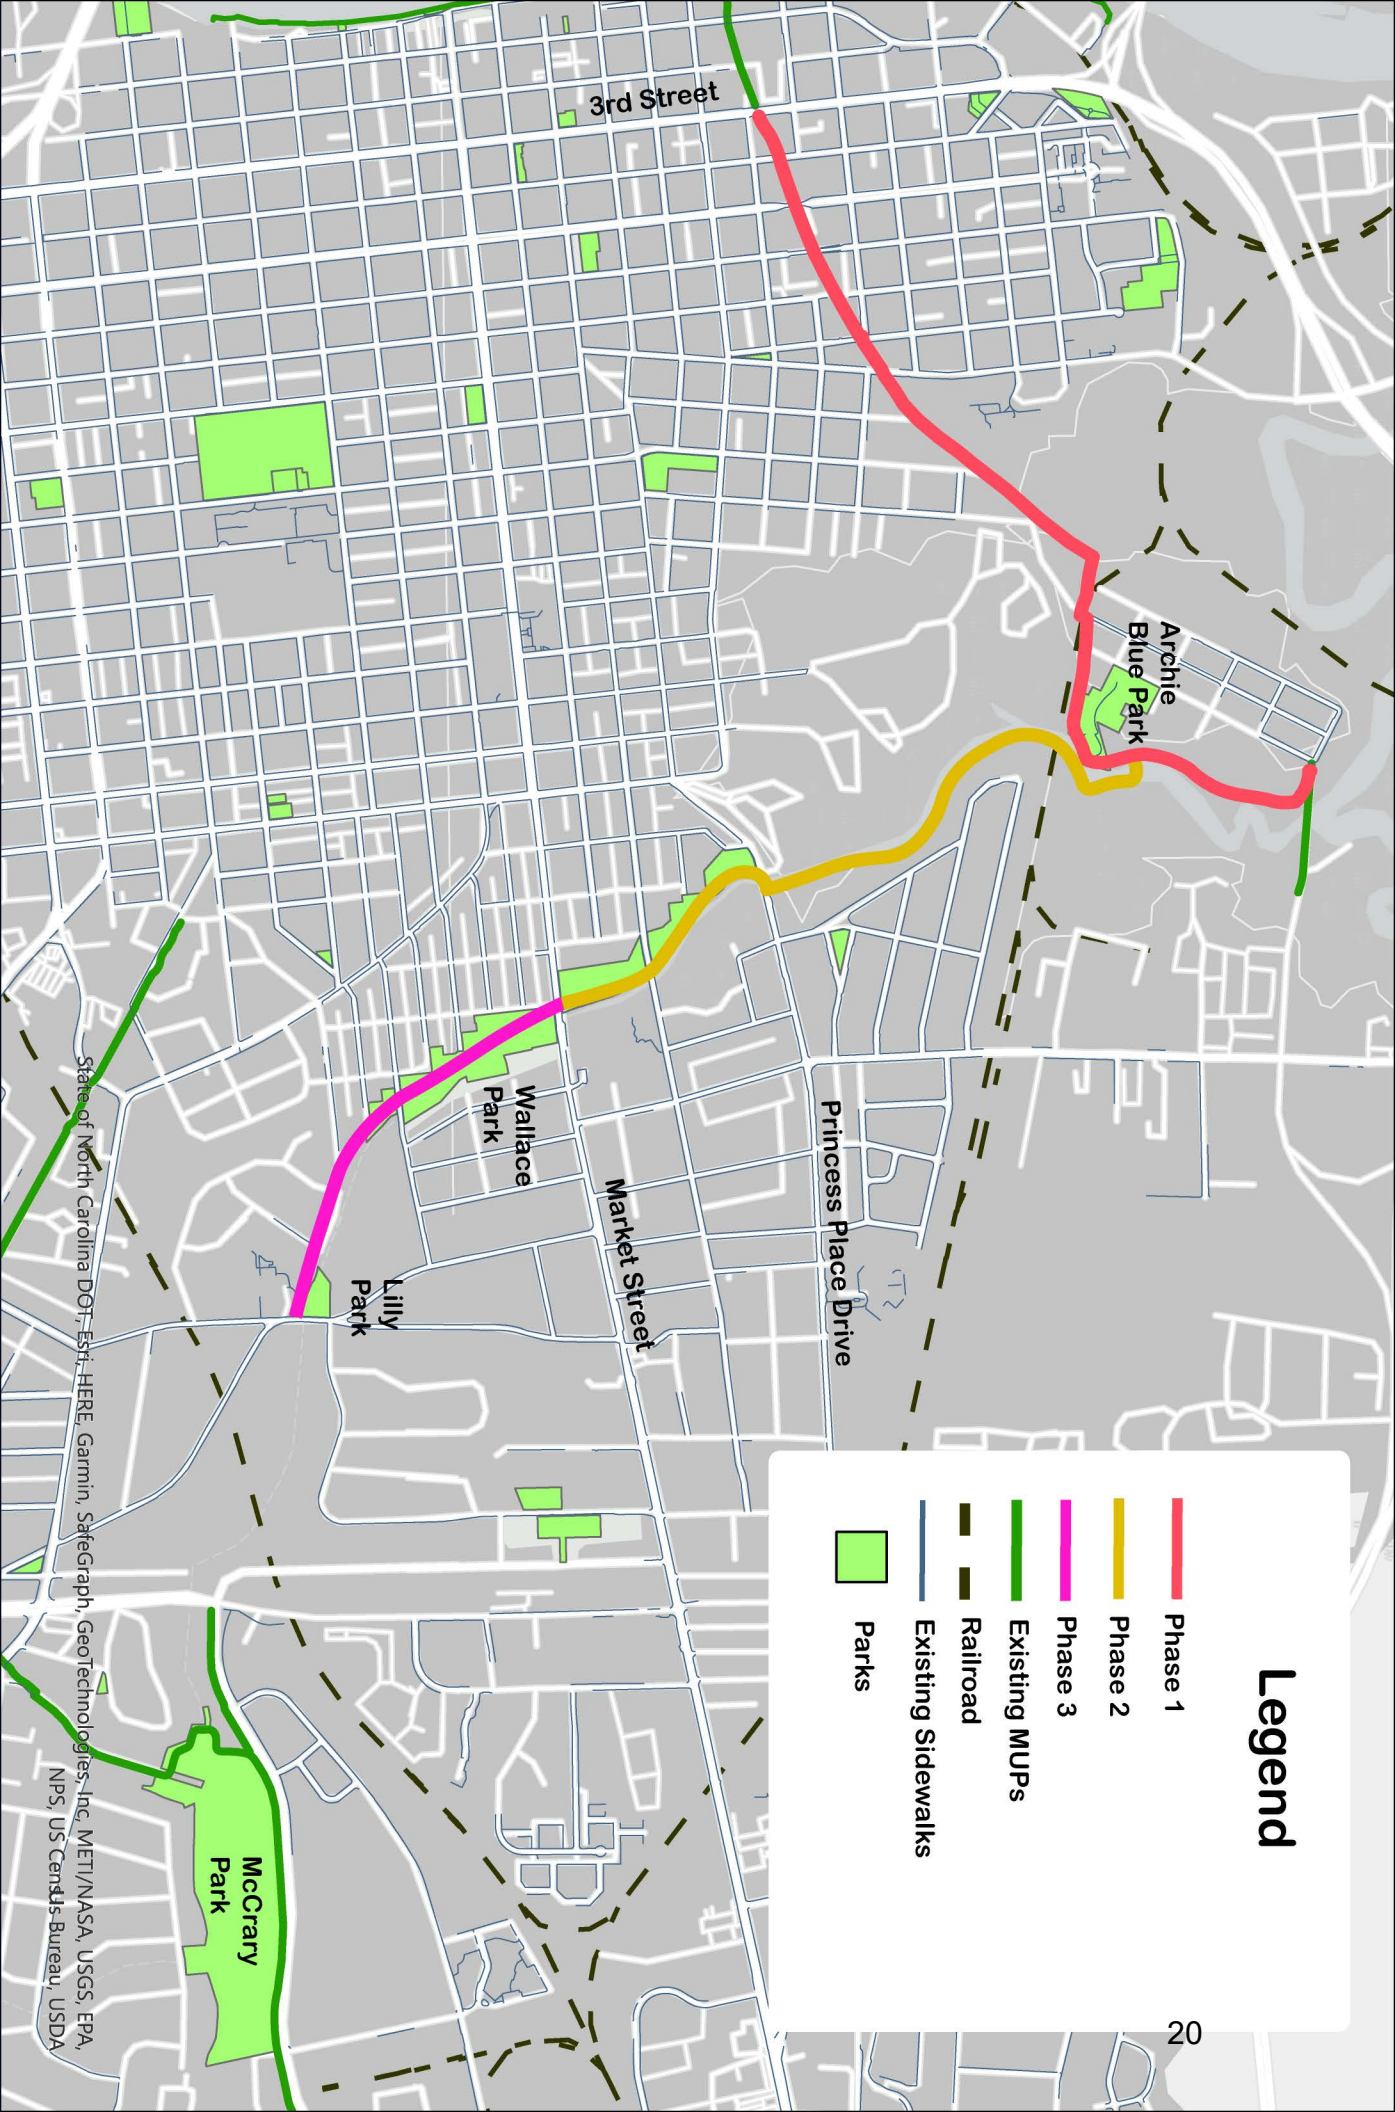 3rd Street
Archie
Blue Park
Wallace
Park
Market Street
Princess Place Drive
Lilly
Park
McCrary
Park
Legend
Phase 1
Phase 2
Phase 3
Existing MUPs
Railroad
Existing Sidewalks
Parks
State of North Carolina DOT, Esri, HERE, Garmin, SafeGraph, GeoTechnologies, Inc, METI/NASA, USGS, EPA,
NPS, US Census Bureau, USDA
20